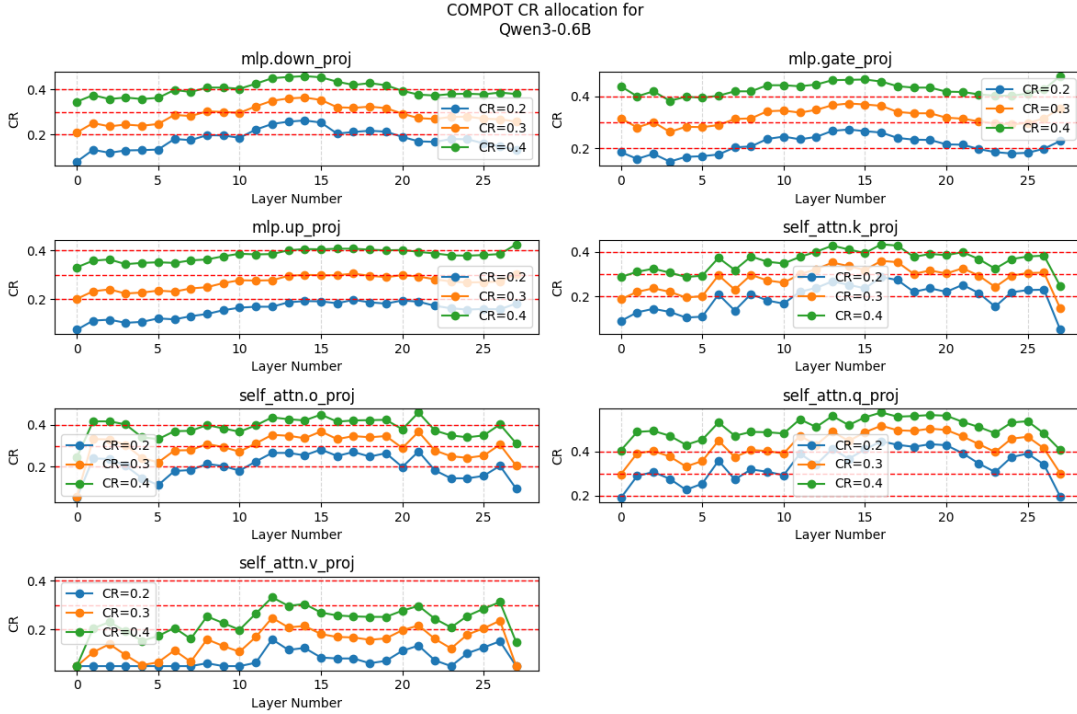 COMPOT CR allocation for
Qwen3-0.6B
mlp.down_proj
CR
0.4
0.2
CR=0.2
CR=0.3
CR=0.4
0 5 10 15 20 25
Layer Number
mlp.gate_proj
CR
0.4
0.2
CR=0.2
CR=0.3
CR=0.4
0 5 10 15 20 25
Layer Number
mlp.up_proj
CR
0.4
0.2
CR=0.2
CR=0.3
CR=0.4
0 5 10 15 20 25
Layer Number
self_attn.k_proj
CR
0.4
0.2
CR=0.2
CR=0.3
CR=0.4
0 5 10 15 20 25
Layer Number
self_attn.o_proj
CR
0.4
0.2
CR=0.2
CR=0.3
CR=0.4
0 5 10 15 20 25
Layer Number
self_attn.q_proj
CR
0.4
0.2
CR=0.2
CR=0.3
CR=0.4
0 5 10 15 20 25
Layer Number
self_attn.v_proj
CR
0.4
0.2
CR=0.2
CR=0.3
CR=0.4
0 5 10 15 20 25
Layer Number